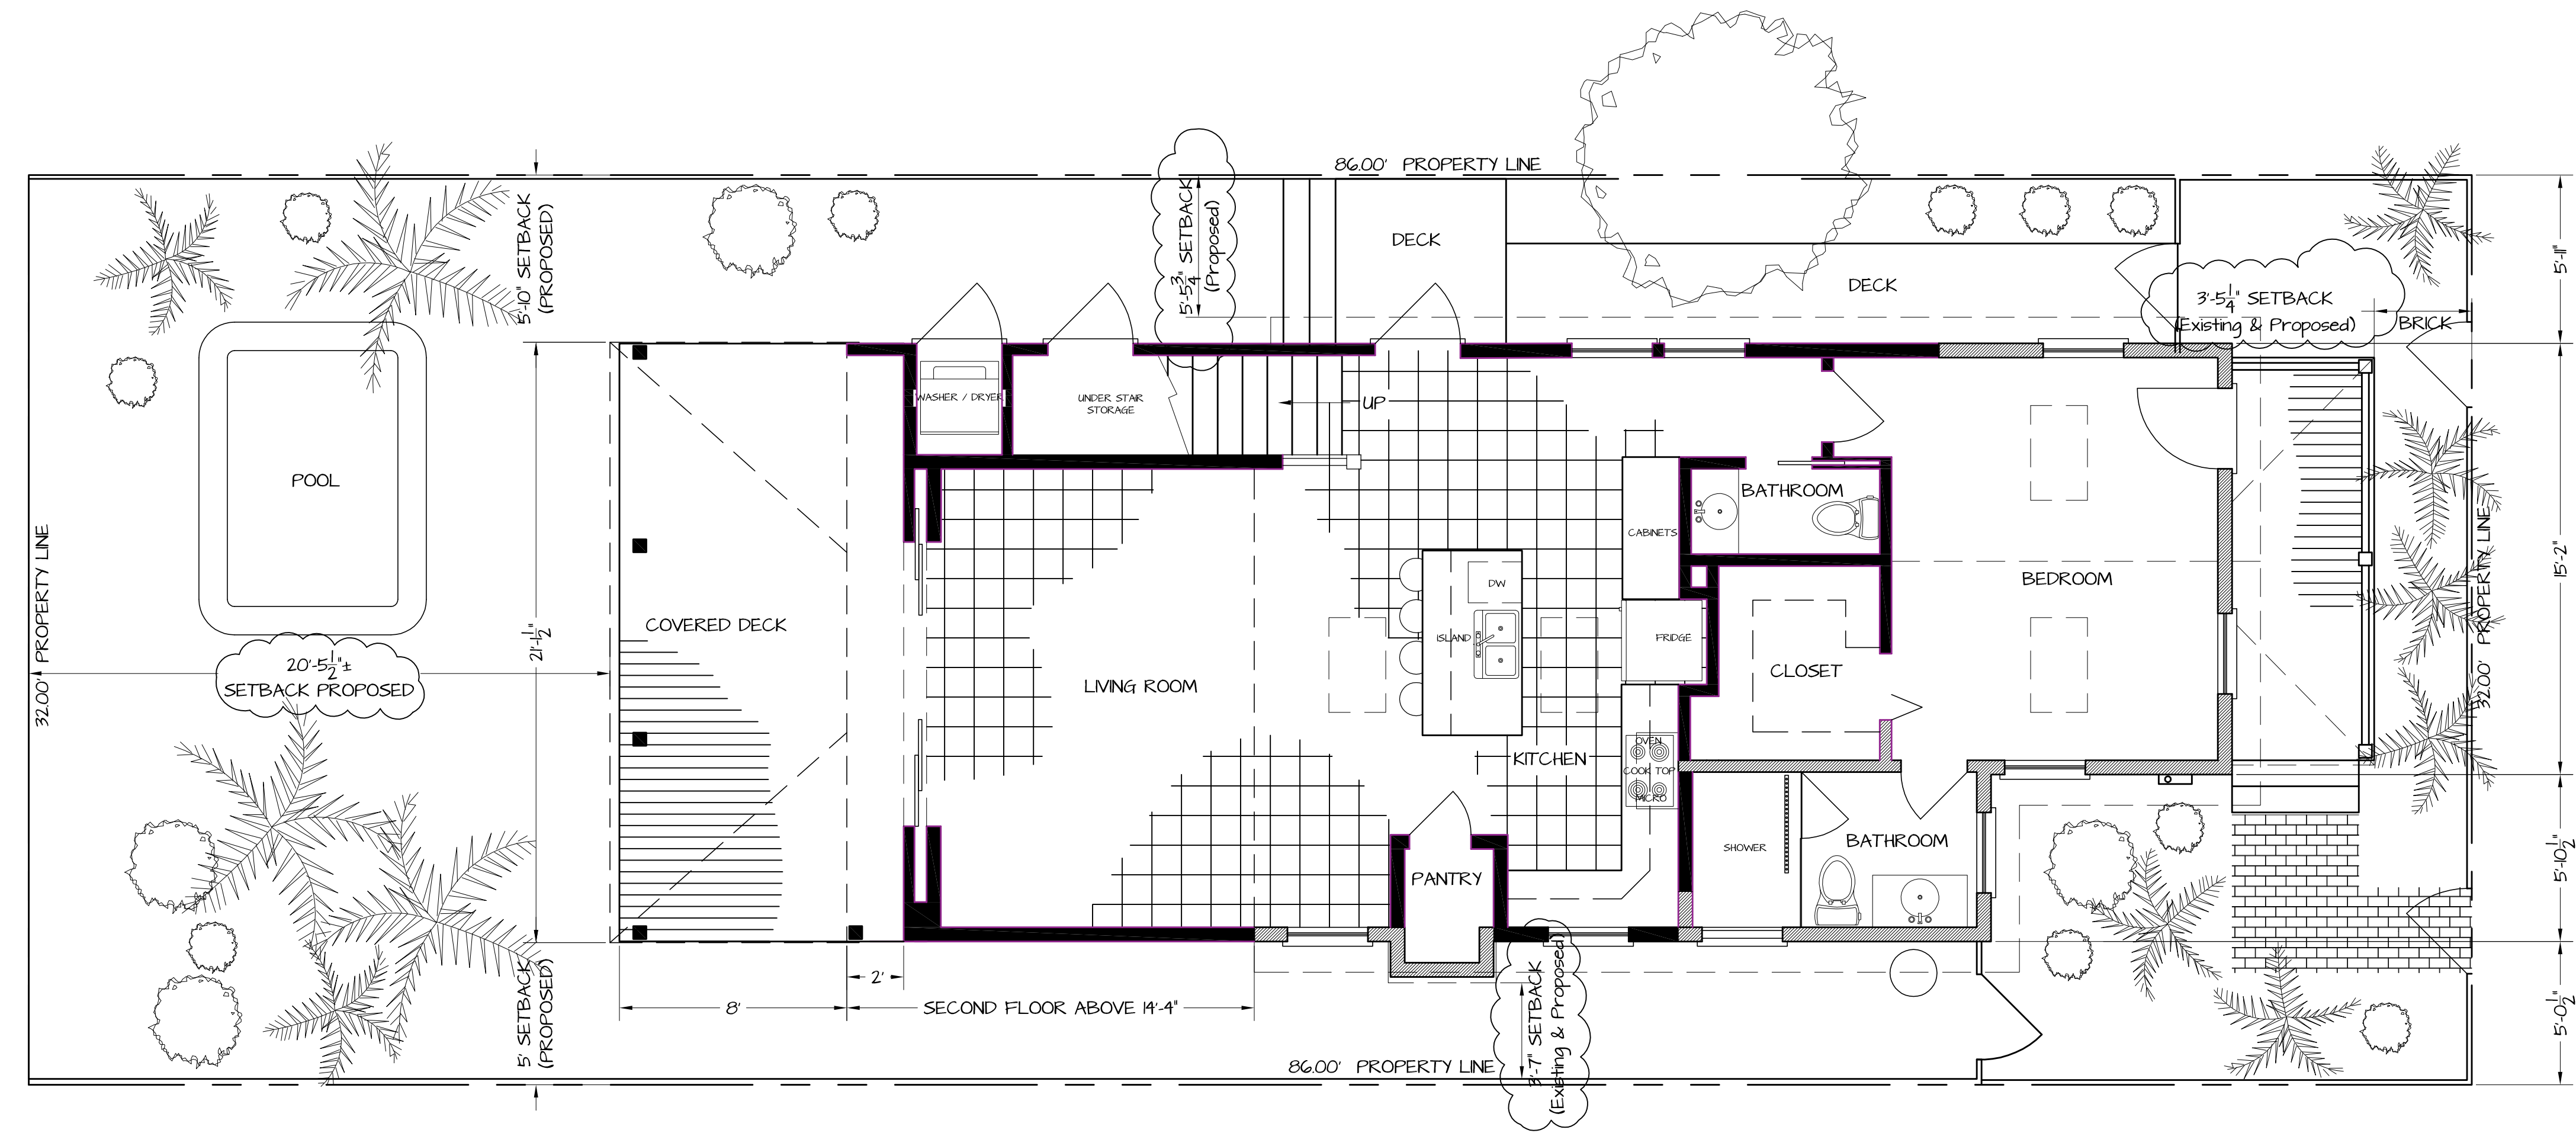 86.00' PROPERTY LINE
5'-10" SETBACK
(PROPOSED)
5'-5 3/4" SETBACK
(Proposed)
DECK
DECK
3'-5 1/4" SETBACK
(Existing & Proposed)
BRICK
5'-11"
WASHER / DRYER
UNDER STAIR
STORAGE
UP
POOL
BATHROOM
CABINETS
15'-2"
32.00' PROPERTY LINE
20'-5 1/2"±
SETBACK PROPOSED
21'-1 1/2"
COVERED DECK
LIVING ROOM
DW
ISLAND
FRIDGE
CLOSET
BEDROOM
32.00' PROPERTY LINE
KITCHEN
OVEN
COOK TOP
MICRO
PANTRY
SHOWER
BATHROOM
5'-10 1/2"
2'
8'
SECOND FLOOR ABOVE 14'-4"
5' SETBACK
(PROPOSED)
86.00' PROPERTY LINE
3'-7" SETBACK
(Existing & Proposed)
5'-0 1/2"